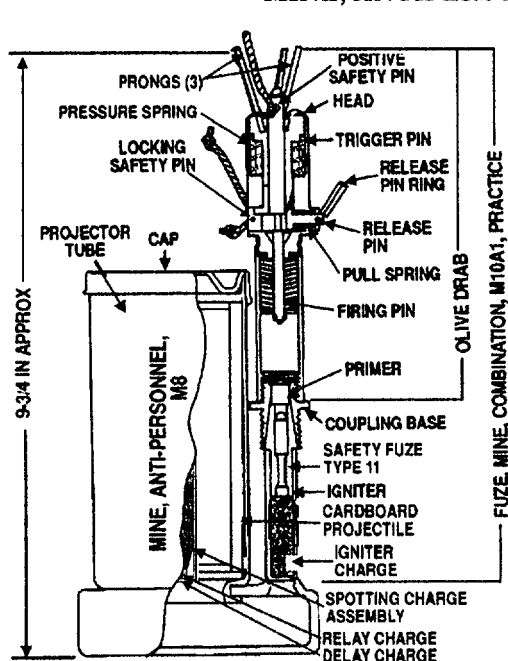 PRONGS (3)
POSITIVE
SAFETY PIN
HEAD
PRESSURE SPRING
TRIGGER PIN
LOCKING
SAFETY PIN
RELEASE
PIN RING
PROJECTOR
TUBE
CAP
RELEASE
PIN
PULL SPRING
FIRING PIN
9-3/4 IN APPROX
MINE, ANTI-PERSONNEL,
M8
OLIVE DRAB
FUZE, MINE, COMBINATION, M10A1, PRACTICE
PRIMER
COUPLING BASE
SAFETY FUZE
TYPE 11
IGNITER
CARDBOARD
PROJECTILE
IGNITER
CHARGE
SPOTTING CHARGE
ASSEMBLY
RELAY CHARGE
DELAY CHARGE